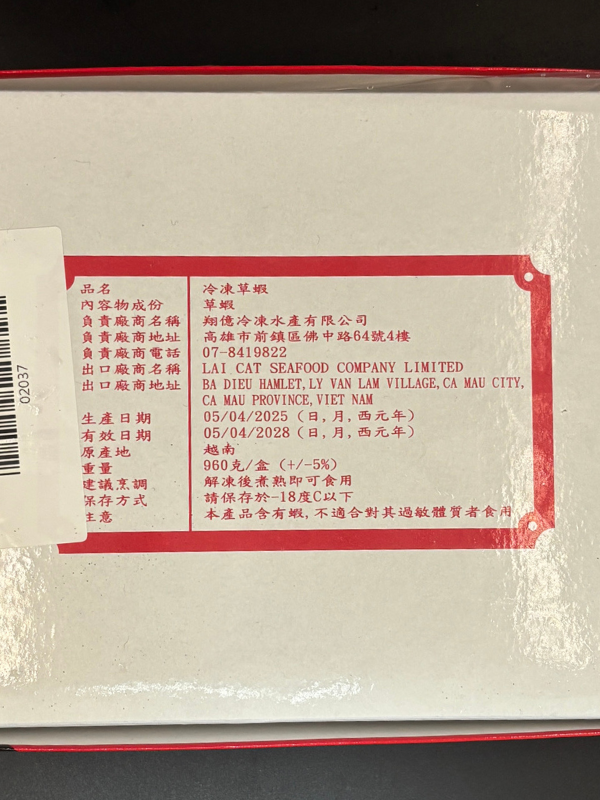 品名 冷凍草蝦
內容物成份 草蝦
負責廠商名稱 翔億冷凍水產有限公司
負責廠商地址 高雄市前鎮區佛中路64號4樓
負責廠商電話 07-8419822
出口廠商名稱 LAI CAT SEAFOOD COMPANY LIMITED
出口廠商地址 BA DIEU HAMLET, LY VAN LAM VILLAGE, CA MAU CITY,
CA MAU PROVINCE, VIET NAM
生產日期 05/04/2025 (日, 月, 西元年)
有效日期 05/04/2028 (日, 月, 西元年)
原產地 越南
重量 960克/盒 (+/-5%)
建議烹調 解凍後煮熟即可食用
保存方式 請保存於-18度C以下
注意 本產品含有蝦, 不適合對其過敏體質者食用
02037